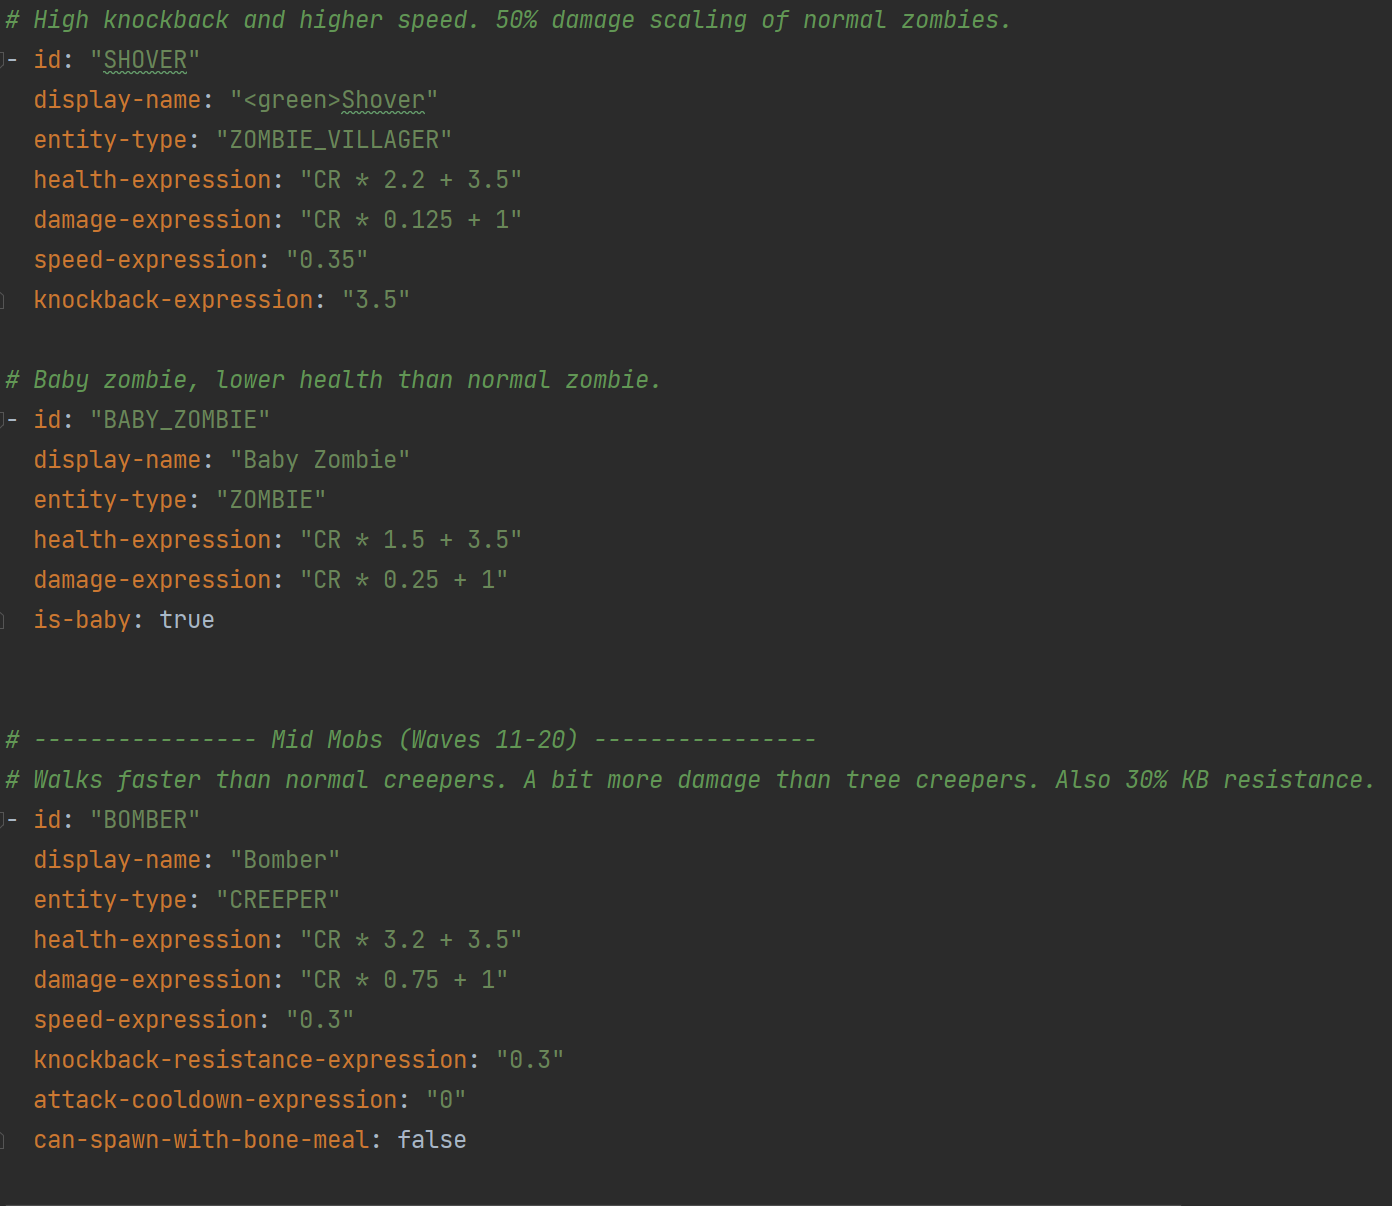 # High knockback and higher speed. 50% damage scaling of normal zombies.
- id: "SHOVER"
  display-name: "<green>Shover"
  entity-type: "ZOMBIE_VILLAGER"
  health-expression: "CR * 2.2 + 3.5"
  damage-expression: "CR * 0.125 + 1"
  speed-expression: "0.35"
  knockback-expression: "3.5"

# Baby zombie, lower health than normal zombie.
- id: "BABY_ZOMBIE"
  display-name: "Baby Zombie"
  entity-type: "ZOMBIE"
  health-expression: "CR * 1.5 + 3.5"
  damage-expression: "CR * 0.25 + 1"
  is-baby: true

# ---------------- Mid Mobs (Waves 11-20) ----------------
# Walks faster than normal creepers. A bit more damage than tree creepers. Also 30% KB resistance.
- id: "BOMBER"
  display-name: "Bomber"
  entity-type: "CREEPER"
  health-expression: "CR * 3.2 + 3.5"
  damage-expression: "CR * 0.75 + 1"
  speed-expression: "0.3"
  knockback-resistance-expression: "0.3"
  attack-cooldown-expression: "0"
  can-spawn-with-bone-meal: false